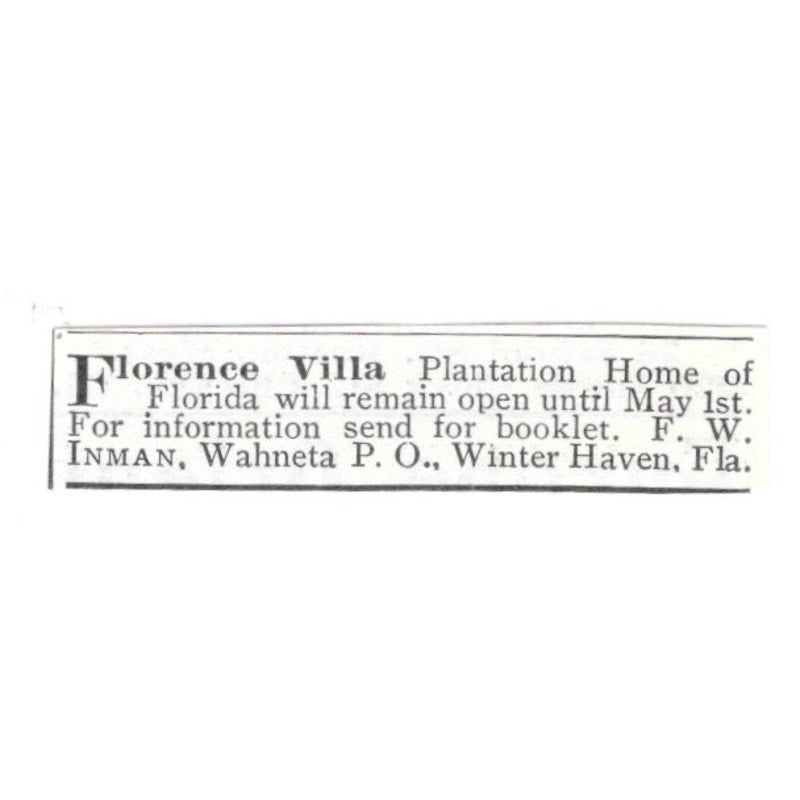 Florence Villa Plantation Home of
Florida will remain open until May 1st.
For information send for booklet. F. W.
INMAN, Wahneta P. O., Winter Haven, Fla.